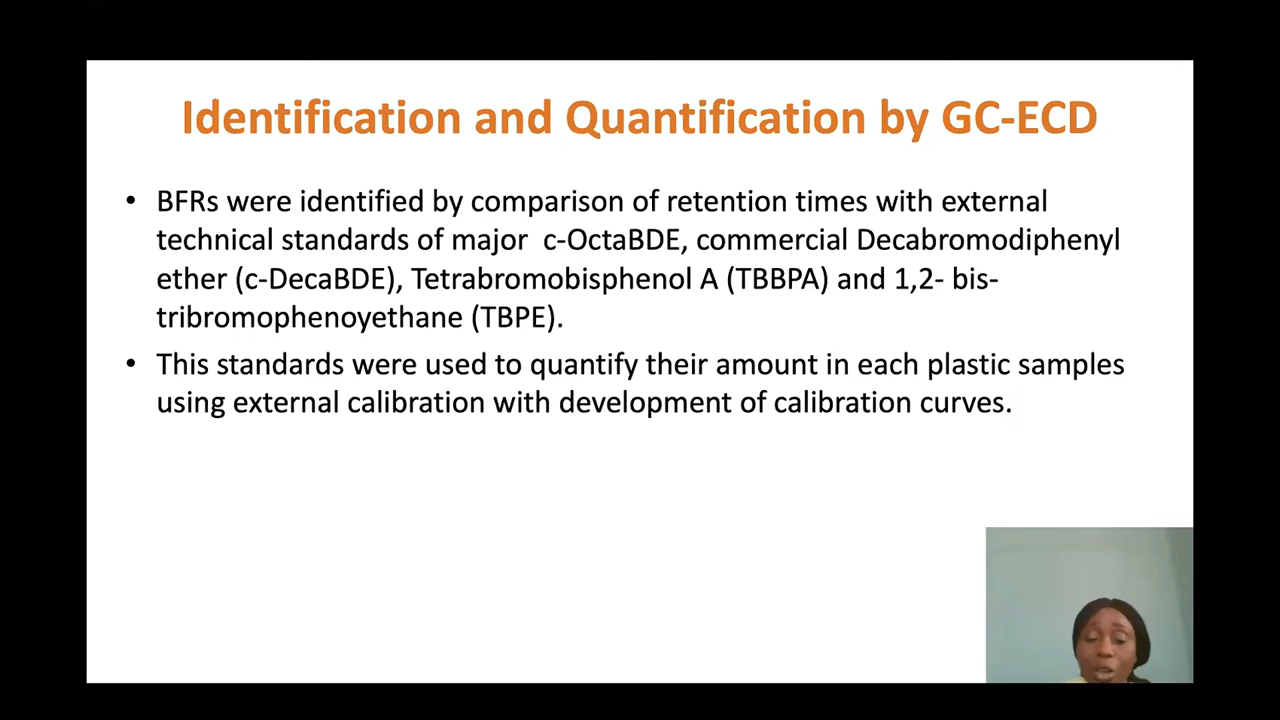 Identification and Quantification by GC-ECD
• BFRs were identified by comparison of retention times with external
technical standards of major c-OctaBDE, commercial Decabromodiphenyl
ether (c-DecaBDE), Tetrabromobisphenol A (TBBPA) and 1,2- bis-
tribromophenoyethane (TBPE).
• This standards were used to quantify their amount in each plastic samples
using external calibration with development of calibration curves.